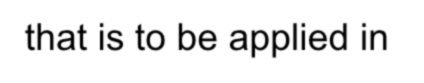 that is to be applied in